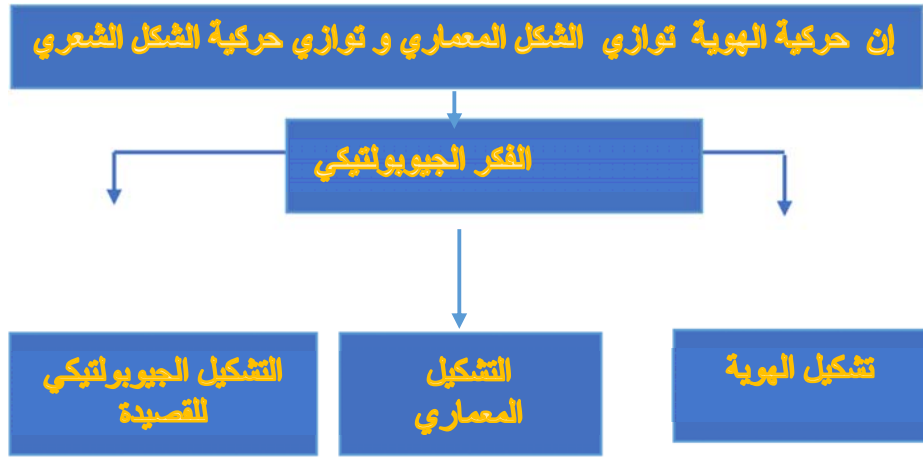 إن حركية الهوية توازي الشكل المعماري و توازي حركية الشكل الشعري
الفكر الجيوبولتيكي
تشكيل الهوية
التشكيل
المعماري
التشكيل الجيوبولتيكي
للقصيدة